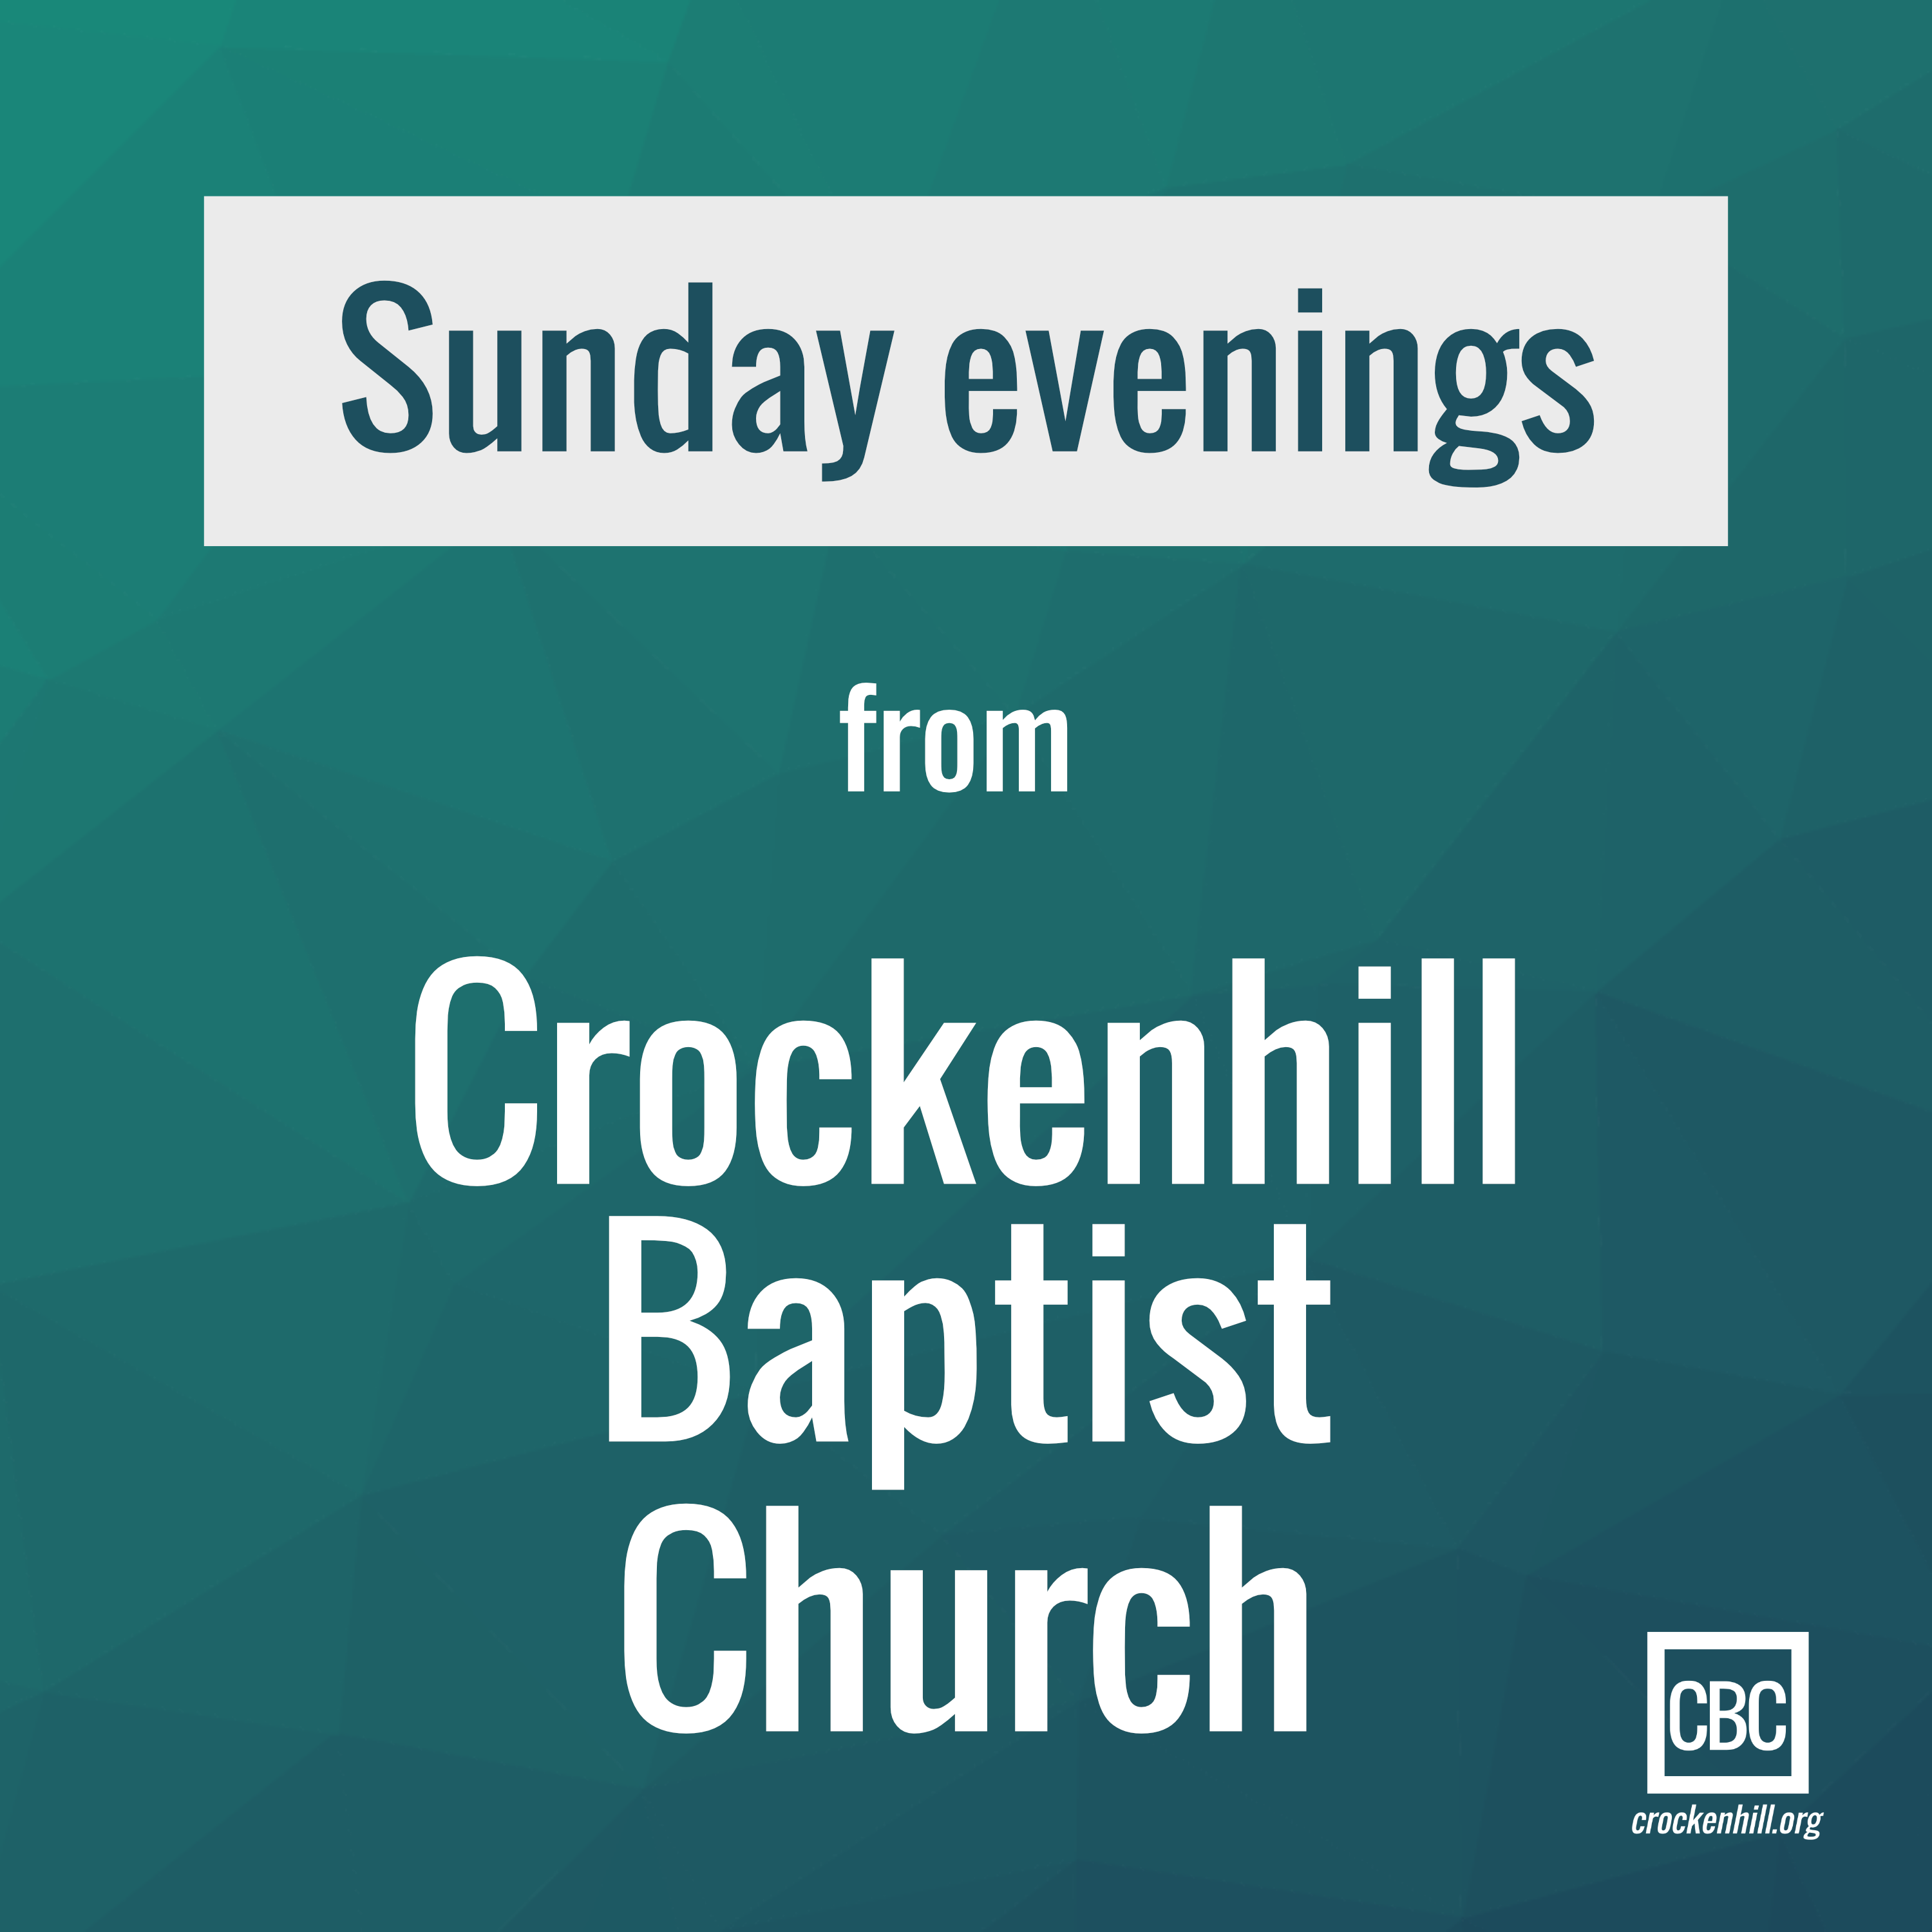 Sunday evenings
from
Crockenhill
Baptist
Church
CBC
crockenhill.org